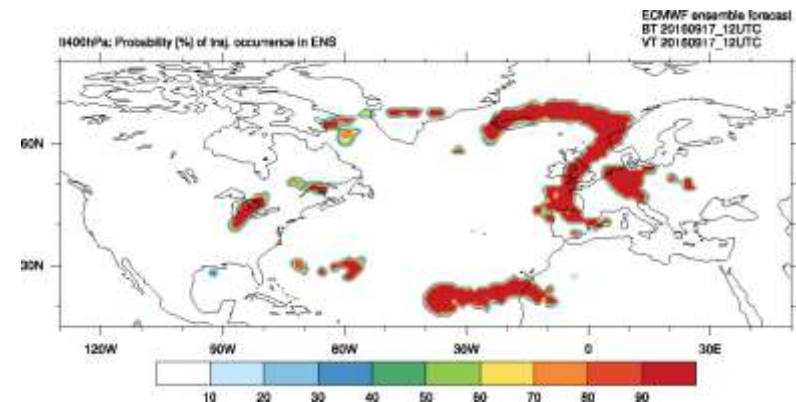 ECMWF ensemble forecast
BT 20160917_12UTC
VT 20160917_12UTC
lt400hPa: Probability (%) of traj. occurrence in ENS
60N
30N
120W 90W 60W 30W 0 30E
10 20 30 40 50 60 70 80 90